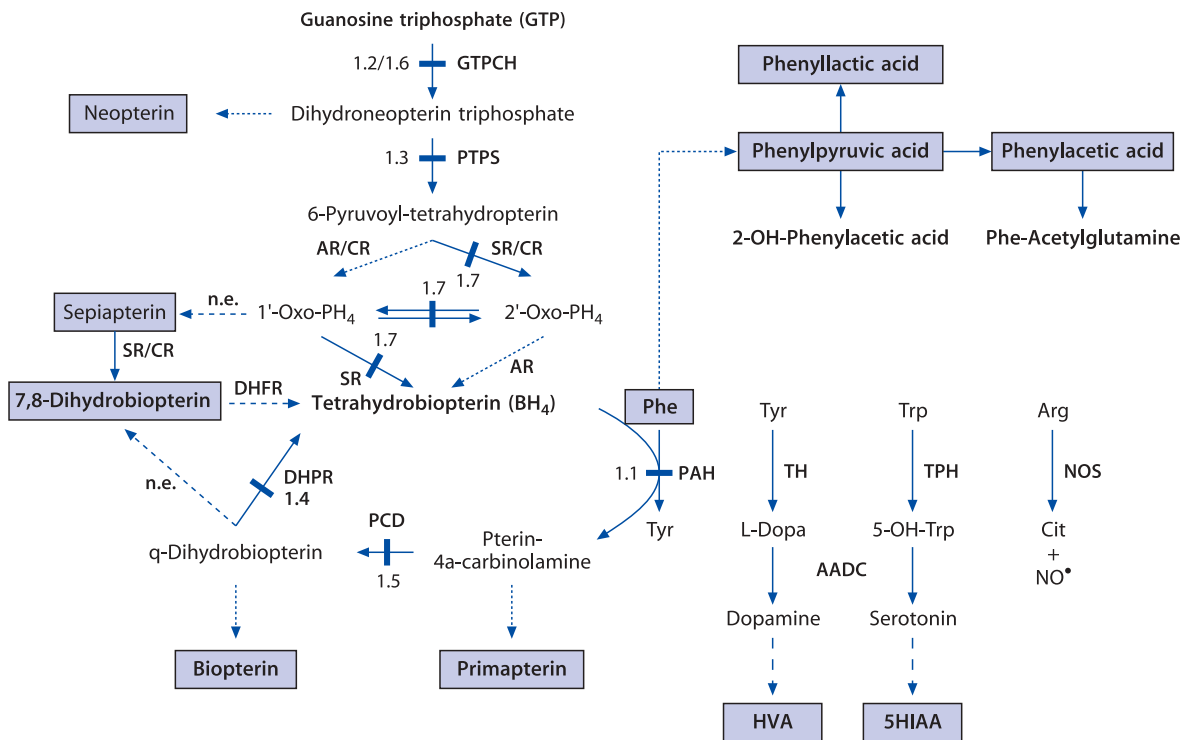 Guanosine triphosphate (GTP)
1.2/1.6 GTPCH
Phenyllactic acid
Neopterin
Dihydroneopterin triphosphate
1.3 PTPS
Phenylpyruvic acid
Phenylacetic acid
6-Pyruvoyl-tetrahydropterin
2-OH-Phenylacetic acid
Phe-Acetylglutamine
AR/CR
SR/CR
1.7
n.e.
1.7
Sepiapterin
1'-Oxo-PH4
2'-Oxo-PH4
SR/CR
1.7
SR
AR
7,8-Dihydrobiopterin
DHFR
Tetrahydrobiopterin (BH4)
Phe
Tyr
Trp
Arg
n.e.
DHPR
1.4
1.1 PAH
TH
TPH
NOS
PCD
1.5
q-Dihydrobiopterin
Pterin-
4a-carbinolamine
Tyr
L-Dopa
5-OH-Trp
Cit
+
NO•
AADC
Dopamine
Serotonin
Biopterin
Primapterin
HVA
5HIAA